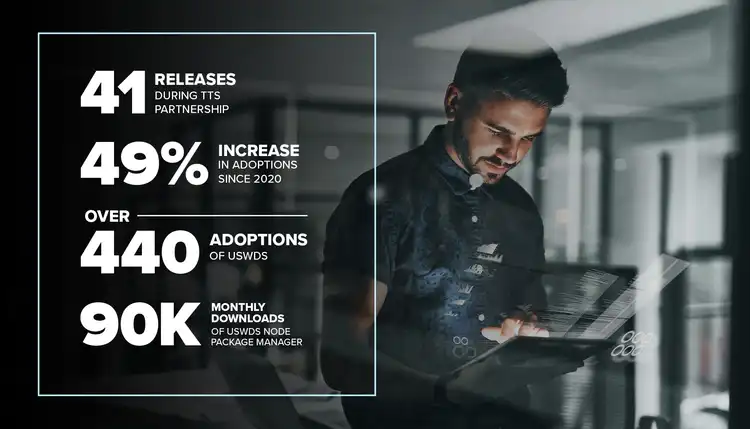 41 RELEASES
DURING TTS
PARTNERSHIP
49% INCREASE
IN ADOPTIONS
SINCE 2020
OVER
440 ADOPTIONS
OF USWDS
90K MONTHLY
DOWNLOADS
OF USWDS NODE
PACKAGE MANAGER